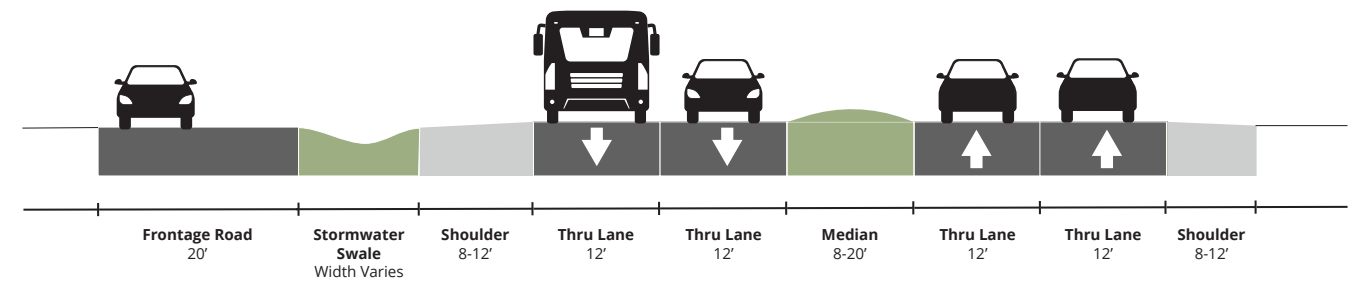 Frontage Road
20’
Stormwater
Swale
Width Varies
Shoulder
8-12’
Thru Lane
12’
Thru Lane
12’
Median
8-20’
Thru Lane
12’
Thru Lane
12’
Shoulder
8-12’